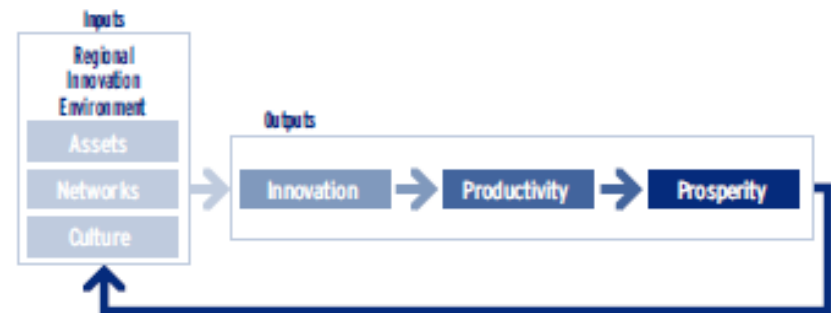 Inputs
Regional
Innovation
Environment
Assets
Networks
Culture
Outputs
Innovation
Productivity
Prosperity